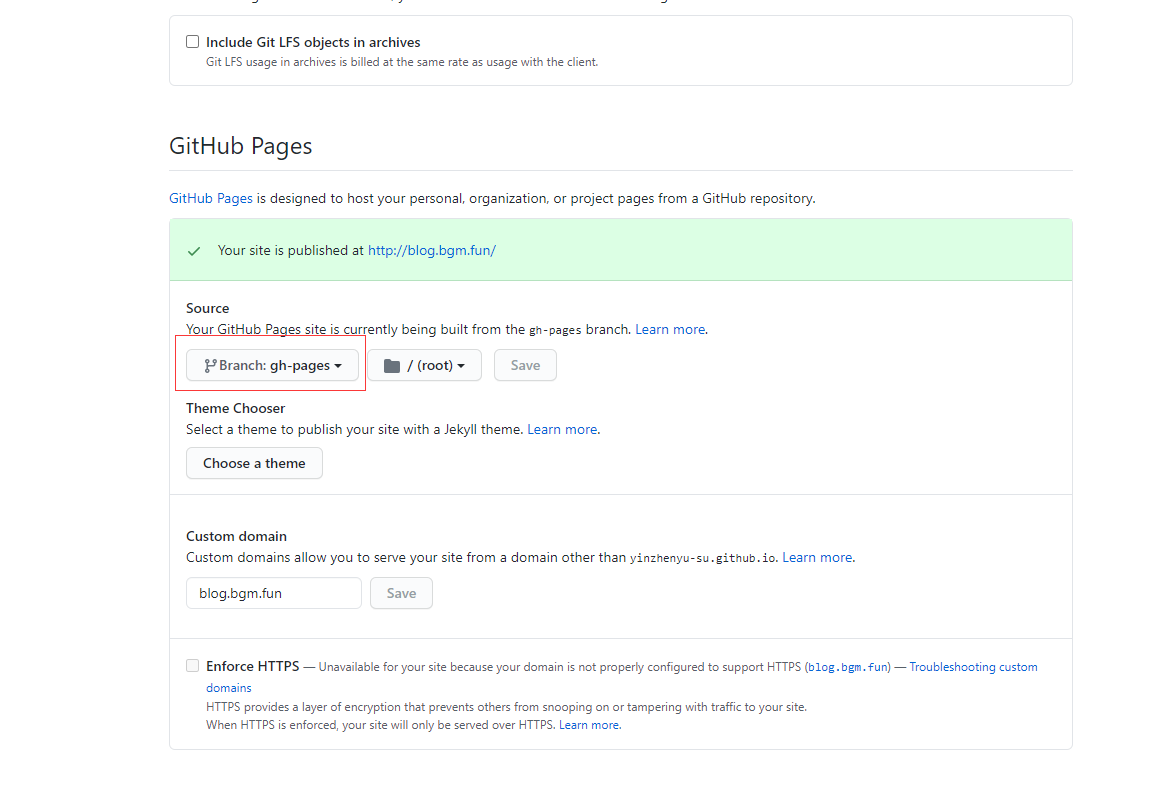 Include Git LFS objects in archives
Git LFS usage in archives is billed at the same rate as usage with the client.
GitHub Pages
GitHub Pages is designed to host your personal, organization, or project pages from a GitHub repository.
Your site is published at http://blog.bgm.fun/
Source
Your GitHub Pages site is currently being built from the gh-pages branch. Learn more.
Branch: gh-pages / (root) Save
Theme Chooser
Select a theme to publish your site with a Jekyll theme. Learn more.
Choose a theme
Custom domain
Custom domains allow you to serve your site from a domain other than yinzhenyu-su.github.io. Learn more.
blog.bgm.fun Save
Enforce HTTPS — Unavailable for your site because your domain is not properly configured to support HTTPS (blog.bgm.fun) — Troubleshooting custom
domains
HTTPS provides a layer of encryption that prevents others from snooping on or tampering with traffic to your site.
When HTTPS is enforced, your site will only be served over HTTPS. Learn more.